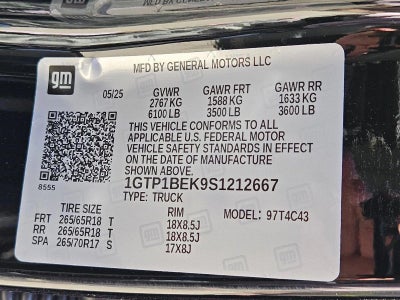 gm
MFD BY GENERAL MOTORS LLC
05/25
GVWR GAWR FRT GAWR RR
2767 KG 1588 KG 1633 KG
6100 LB 3500 LB 3600 LB
THIS VEHICLE CONFORMS TO ALL
APPLICABLE U.S. FEDERAL MOTOR
VEHICLE SAFETY STANDARDS IN EFFECT
ON THE DATE OF MANUFACTURE
SHOWN ABOVE.
8555
1GTP1BEK9S1212667
TYPE: TRUCK
TIRE SIZE RIM MODEL: 97T4C43
FRT 265/65R18 T 18X8.5J
RR 265/65R18 T 18X8.5J
SPA 265/70R17 S 17X8J